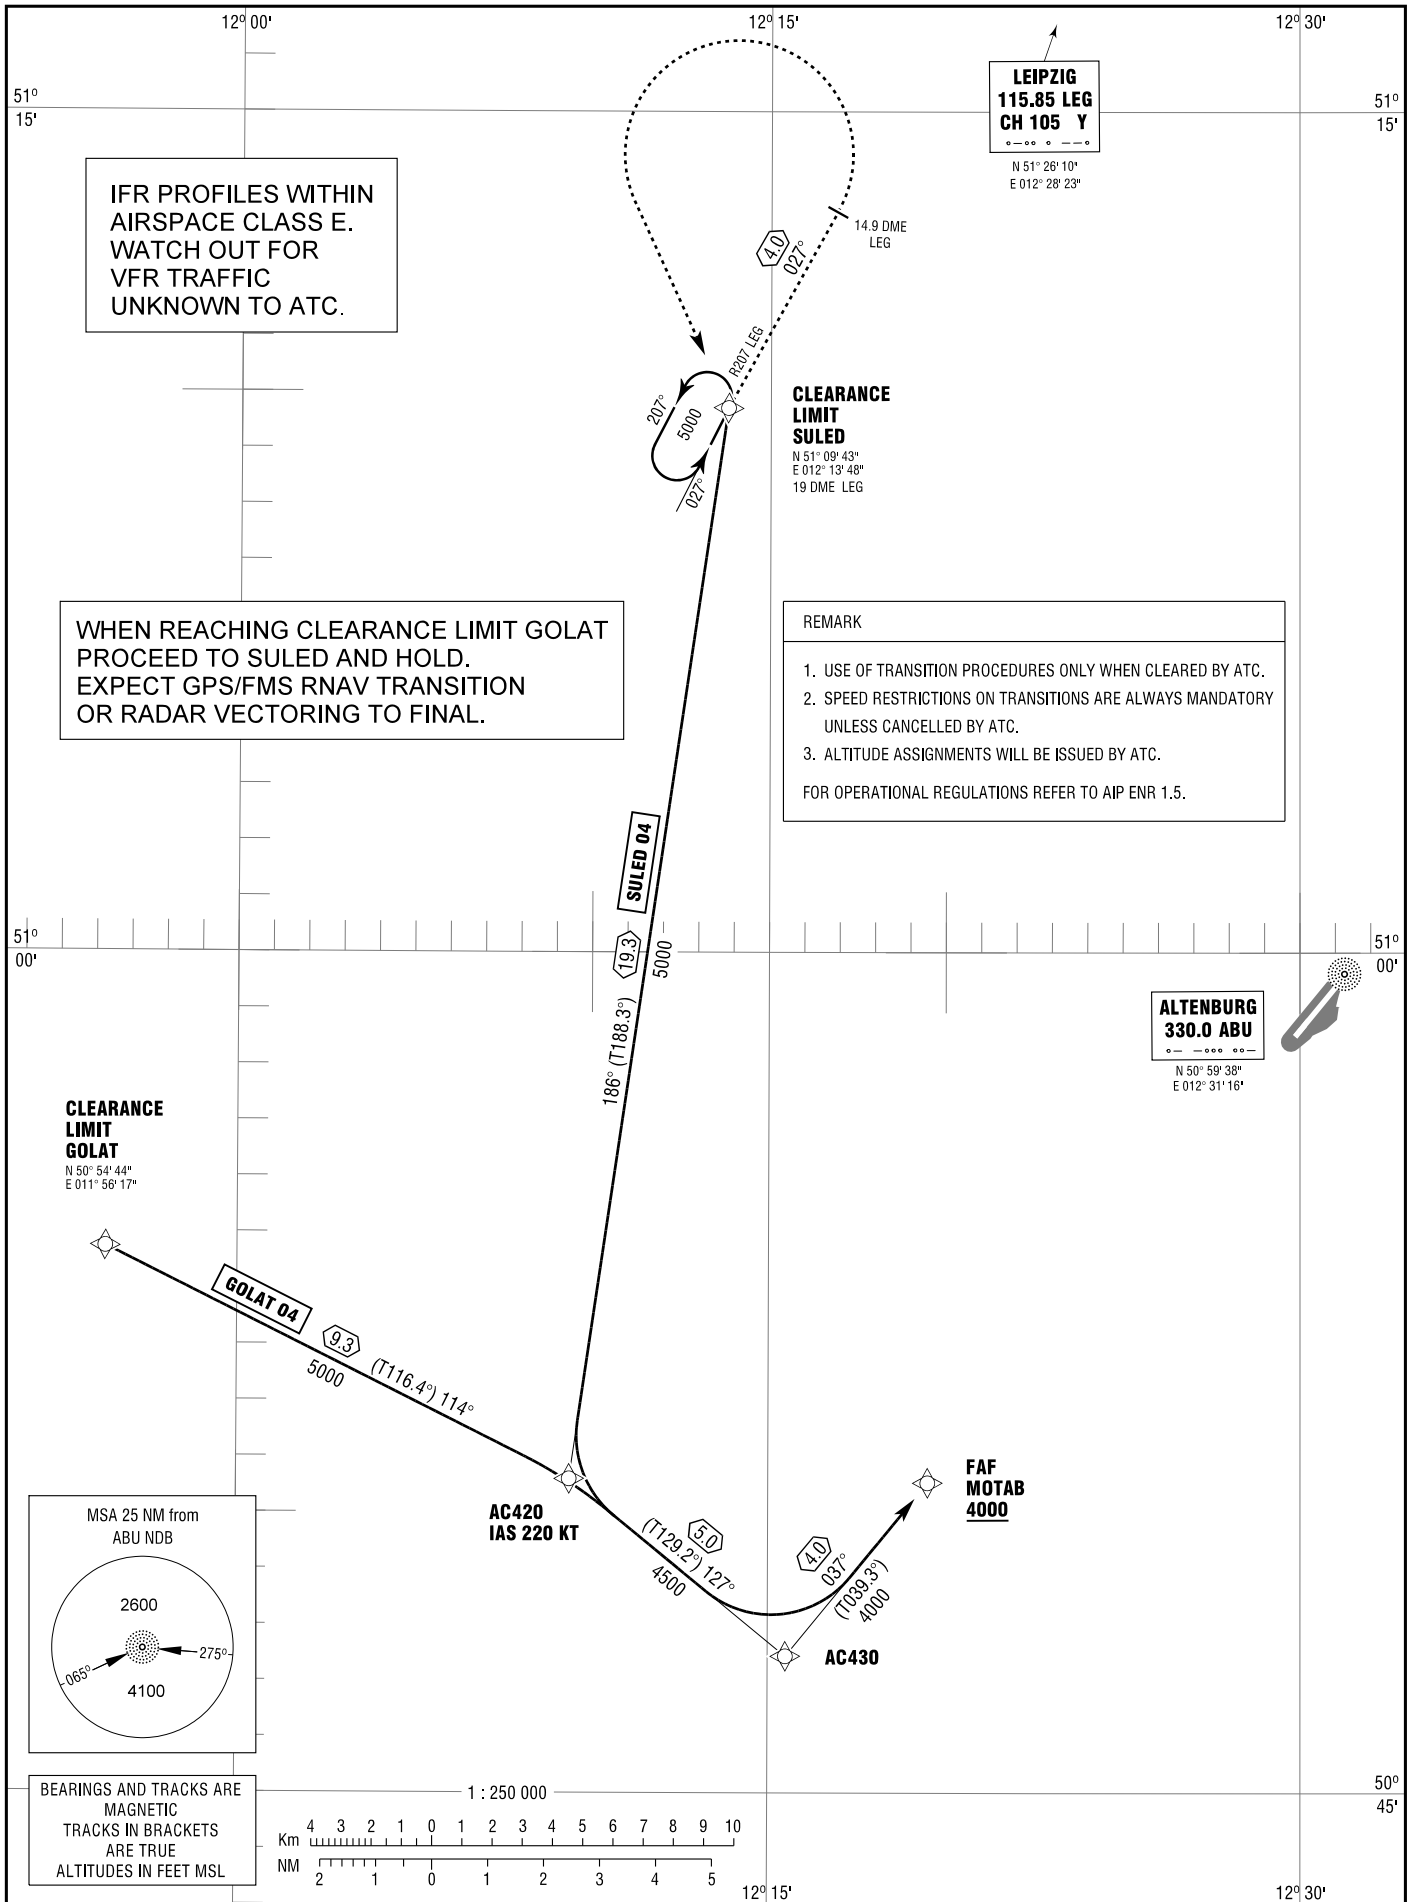 12° 00'
12° 15'
12° 30'
51°
15'
51°
15'
LEIPZIG
115.85 LEG
CH 105 Y
N 51° 26' 10"
E 012° 28' 23"
IFR PROFILES WITHIN
AIRSPACE CLASS E.
WATCH OUT FOR
VFR TRAFFIC
UNKNOWN TO ATC.
14.9 DME
LEG
4.0
027°
R207 LEG
207°
5000
027°
CLEARANCE
LIMIT
SULED
N 51° 09' 43"
E 012° 13' 48"
19 DME LEG
WHEN REACHING CLEARANCE LIMIT GOLAT
PROCEED TO SULED AND HOLD.
EXPECT GPS/FMS RNAV TRANSITION
OR RADAR VECTORING TO FINAL.
REMARK
1. USE OF TRANSITION PROCEDURES ONLY WHEN CLEARED BY ATC.
2. SPEED RESTRICTIONS ON TRANSITIONS ARE ALWAYS MANDATORY
UNLESS CANCELLED BY ATC.
3. ALTITUDE ASSIGNMENTS WILL BE ISSUED BY ATC.
FOR OPERATIONAL REGULATIONS REFER TO AIP ENR 1.5.
SULED 04
19.3
5000
186° (T188.3°)
51°
00'
51°
00'
ALTENBURG
330.0 ABU
N 50° 59' 38"
E 012° 31' 16"
CLEARANCE
LIMIT
GOLAT
N 50° 54' 44"
E 011° 56' 17"
GOLAT 04
9.3
5000
(T116.4°) 114°
AC420
IAS 220 KT
5.0
(T129.2°) 127°
4500
4.0
037°
(T039.3°)
4000
FAF
MOTAB
4000
AC430
MSA 25 NM from
ABU NDB
2600
065°
275°
4100
BEARINGS AND TRACKS ARE
MAGNETIC
TRACKS IN BRACKETS
ARE TRUE
ALTITUDES IN FEET MSL
1 : 250 000
Km 4 3 2 1 0 1 2 3 4 5 6 7 8 9 10
NM 2 1 0 1 2 3 4 5
50°
45'
12° 15'
12° 30'